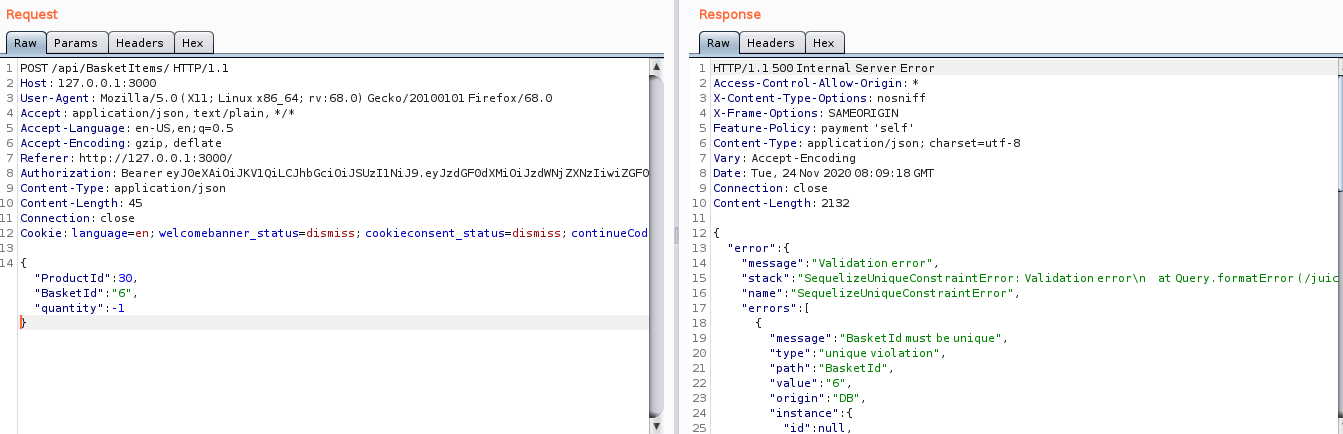 Request
Raw Params Headers Hex
1 POST /api/BasketItems/ HTTP/1.1
2 Host: 127.0.0.1:3000
3 User-Agent: Mozilla/5.0 (X11; Linux x86_64; rv:68.0) Gecko/20100101 Firefox/68.0
4 Accept: application/json, text/plain, */*
5 Accept-Language: en-US,en;q=0.5
6 Accept-Encoding: gzip, deflate
7 Referer: http://127.0.0.1:3000/
8 Authorization: Bearer eyJ0eXAiOiJKV1QiLCJhbGciOiJSUzI1NiJ9.eyJzdGF0dXMiOiJzdWNjZXNzIiwiZGF0
9 Content-Type: application/json
10 Content-Length: 45
11 Connection: close
12 Cookie: language=en; welcomebanner_status=dismiss; cookieconsent_status=dismiss; continueCod
13
14 {
"ProductId":30,
"BasketId":"6",
"quantity":-1
}
Response
Raw Headers Hex
1 HTTP/1.1 500 Internal Server Error
2 Access-Control-Allow-Origin: *
3 X-Content-Type-Options: nosniff
4 X-Frame-Options: SAMEORIGIN
5 Feature-Policy: payment 'self'
6 Content-Type: application/json; charset=utf-8
7 Vary: Accept-Encoding
8 Date: Tue, 24 Nov 2020 08:09:18 GMT
9 Connection: close
10 Content-Length: 2132
11
12 {
13 "error":{
14 "message":"Validation error",
15 "stack":"SequelizeUniqueConstraintError: Validation error\n at Query.formatError (/juic
16 "name":"SequelizeUniqueConstraintError",
17 "errors":[
18 {
19 "message":"BasketId must be unique",
20 "type":"unique violation",
21 "path":"BasketId",
22 "value":"6",
23 "origin":"DB",
24 "instance":{
25 "id":null,